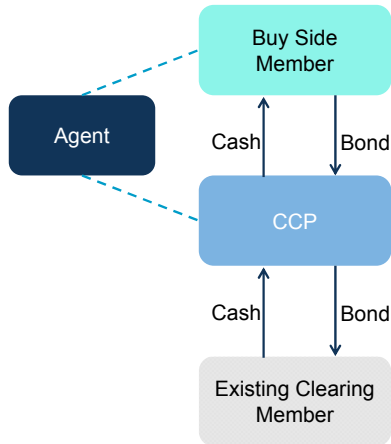 Buy Side
Member
Agent
Cash
Bond
CCP
Cash
Bond
Existing Clearing
Member